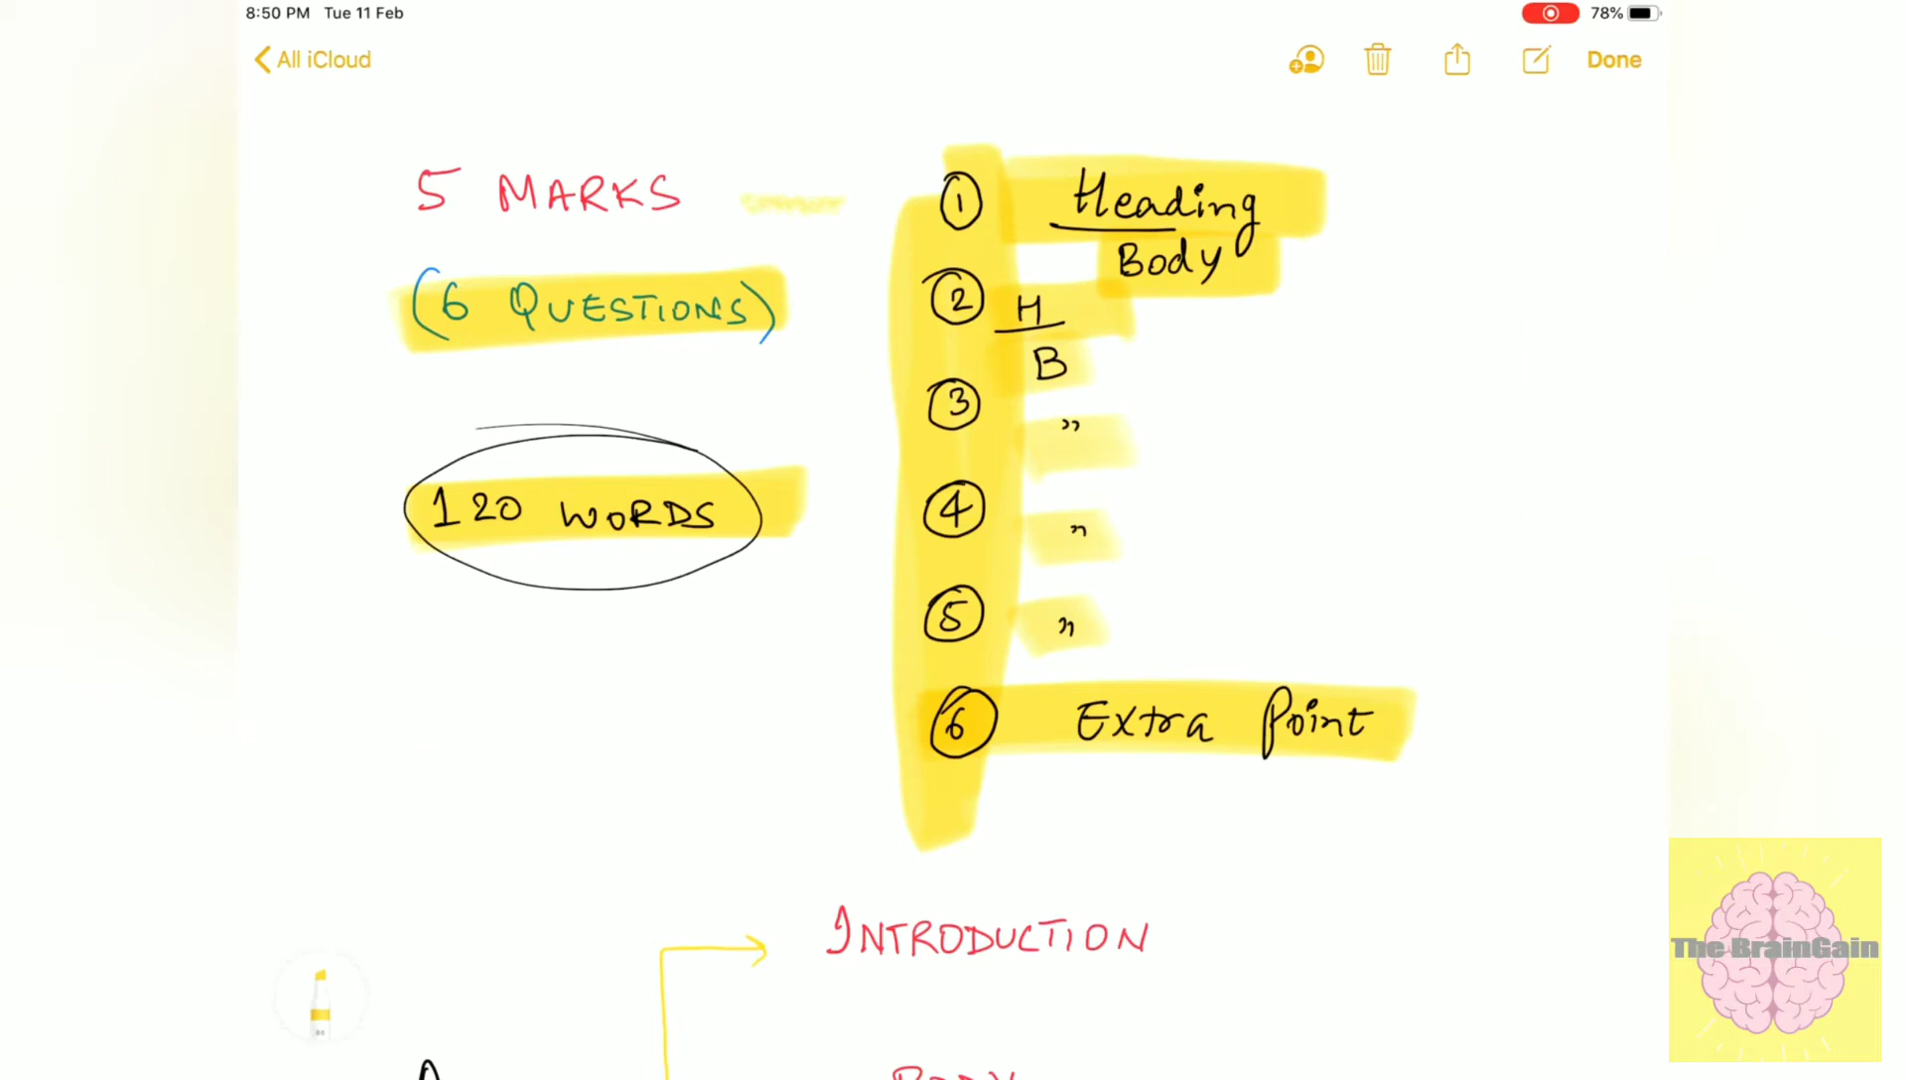 8:50 PM Tue 11 Feb
78%
All iCloud
Done
5 MARKS
(6 QUESTIONS)
120 WORDS
① Heading
Body
② H
B
③ ”
④ ”
⑤ ”
⑥ Extra Point
INTRODUCTION
BODY
The BrainGain